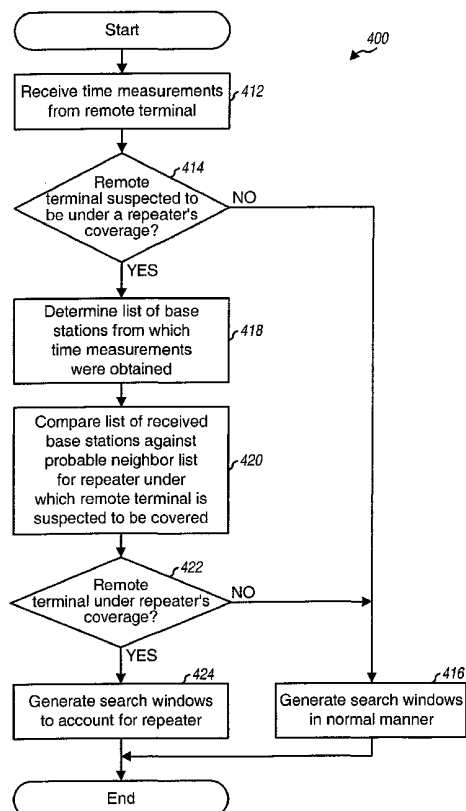 Start
400
Receive time measurements
from remote terminal
412
414
Remote
terminal suspected to
be under a repeater's
coverage?
NO
YES
Determine list of base
stations from which
time measurements
were obtained
418
Compare list of received
base stations against
probable neighbor list
for repeater under
which remote terminal is
suspected to be covered
420
422
Remote
terminal under repeater's
coverage?
NO
YES
424
Generate search windows
to account for repeater
416
Generate search windows
in normal manner
End